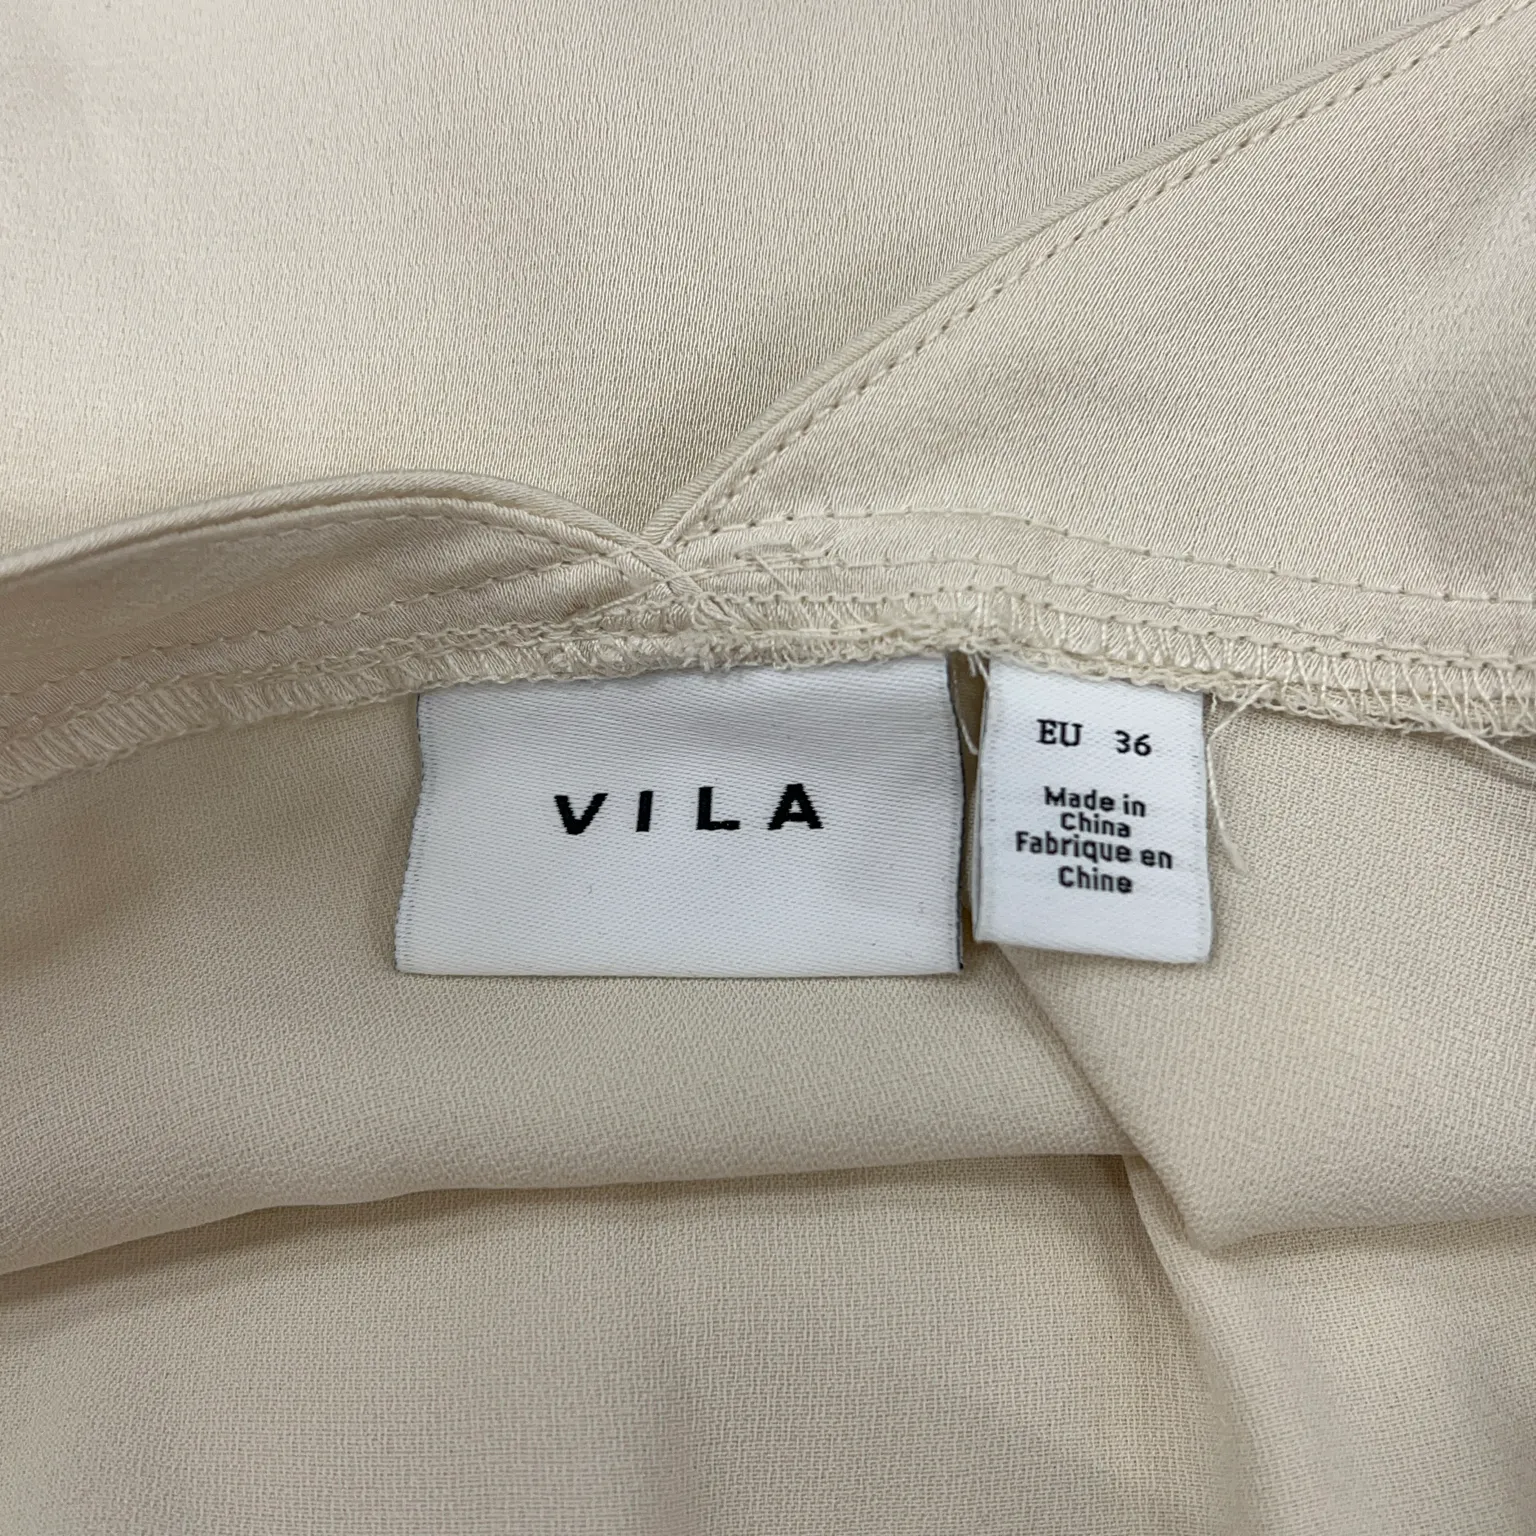 VILA
EU 36
Made in
China
Fabrique en
Chine